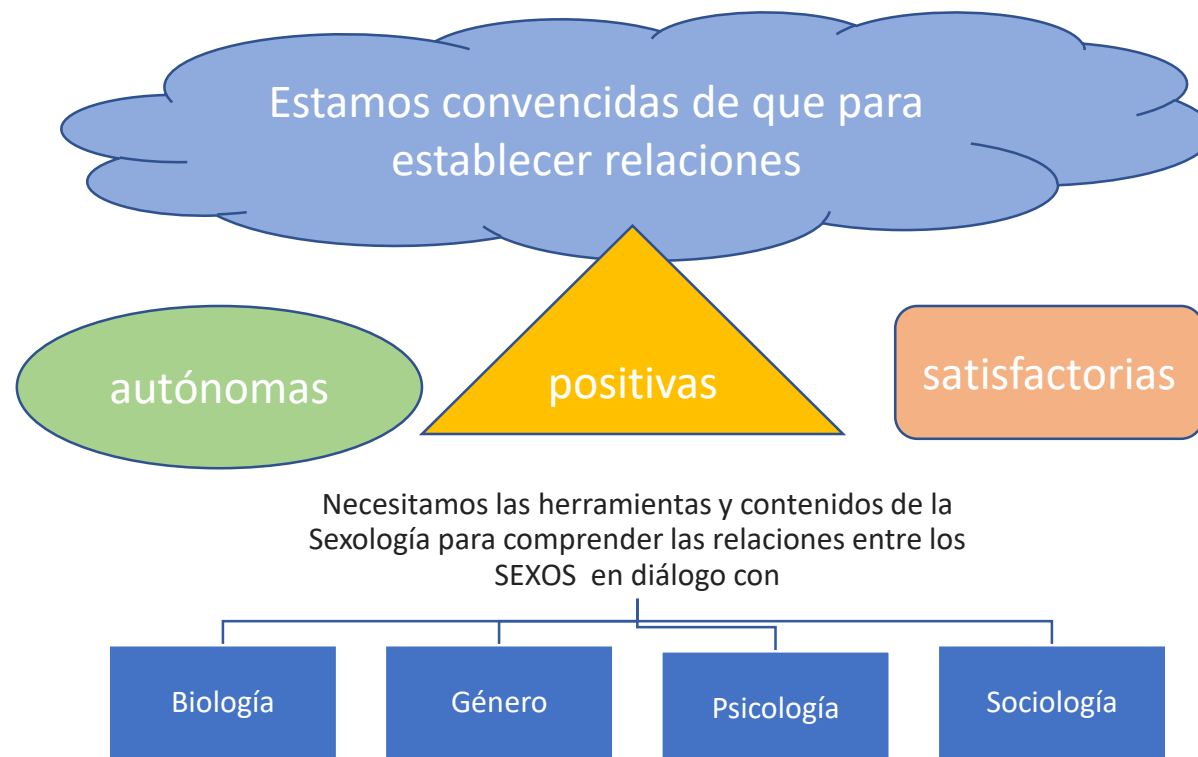 Estamos convencidas de que para
establecer relaciones
autónomas
positivas
satisfactorias
Necesitamos las herramientas y contenidos de la
Sexología para comprender las relaciones entre los
SEXOS en diálogo con
Biología
Género
Psicología
Sociología